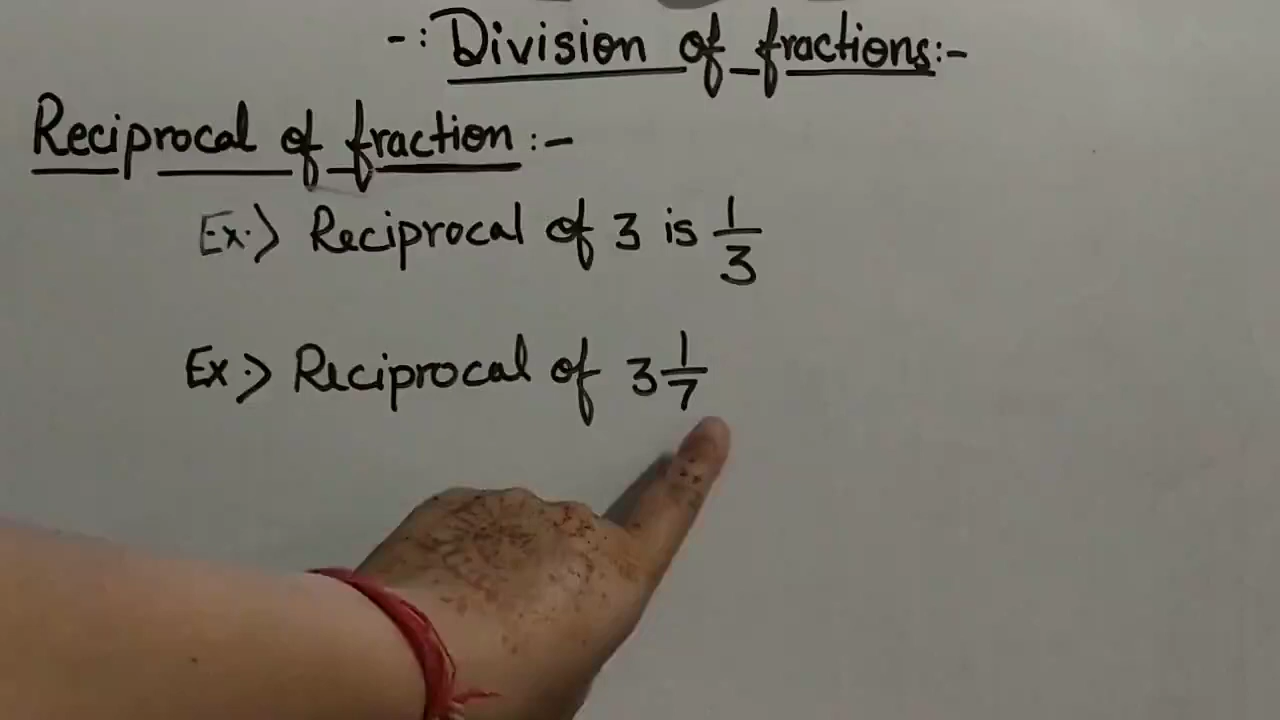 -: Division of fractions:-
Reciprocal of fraction :-
Ex.> Reciprocal of 3 is 1/3
Ex.> Reciprocal of 3 1/7